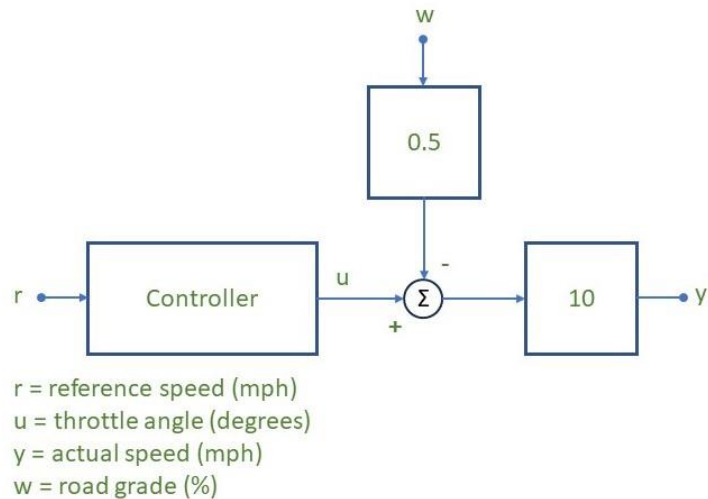 w
0.5
-
u
r
Controller
Σ
10
y
+
r = reference speed (mph)
u = throttle angle (degrees)
y = actual speed (mph)
w = road grade (%)